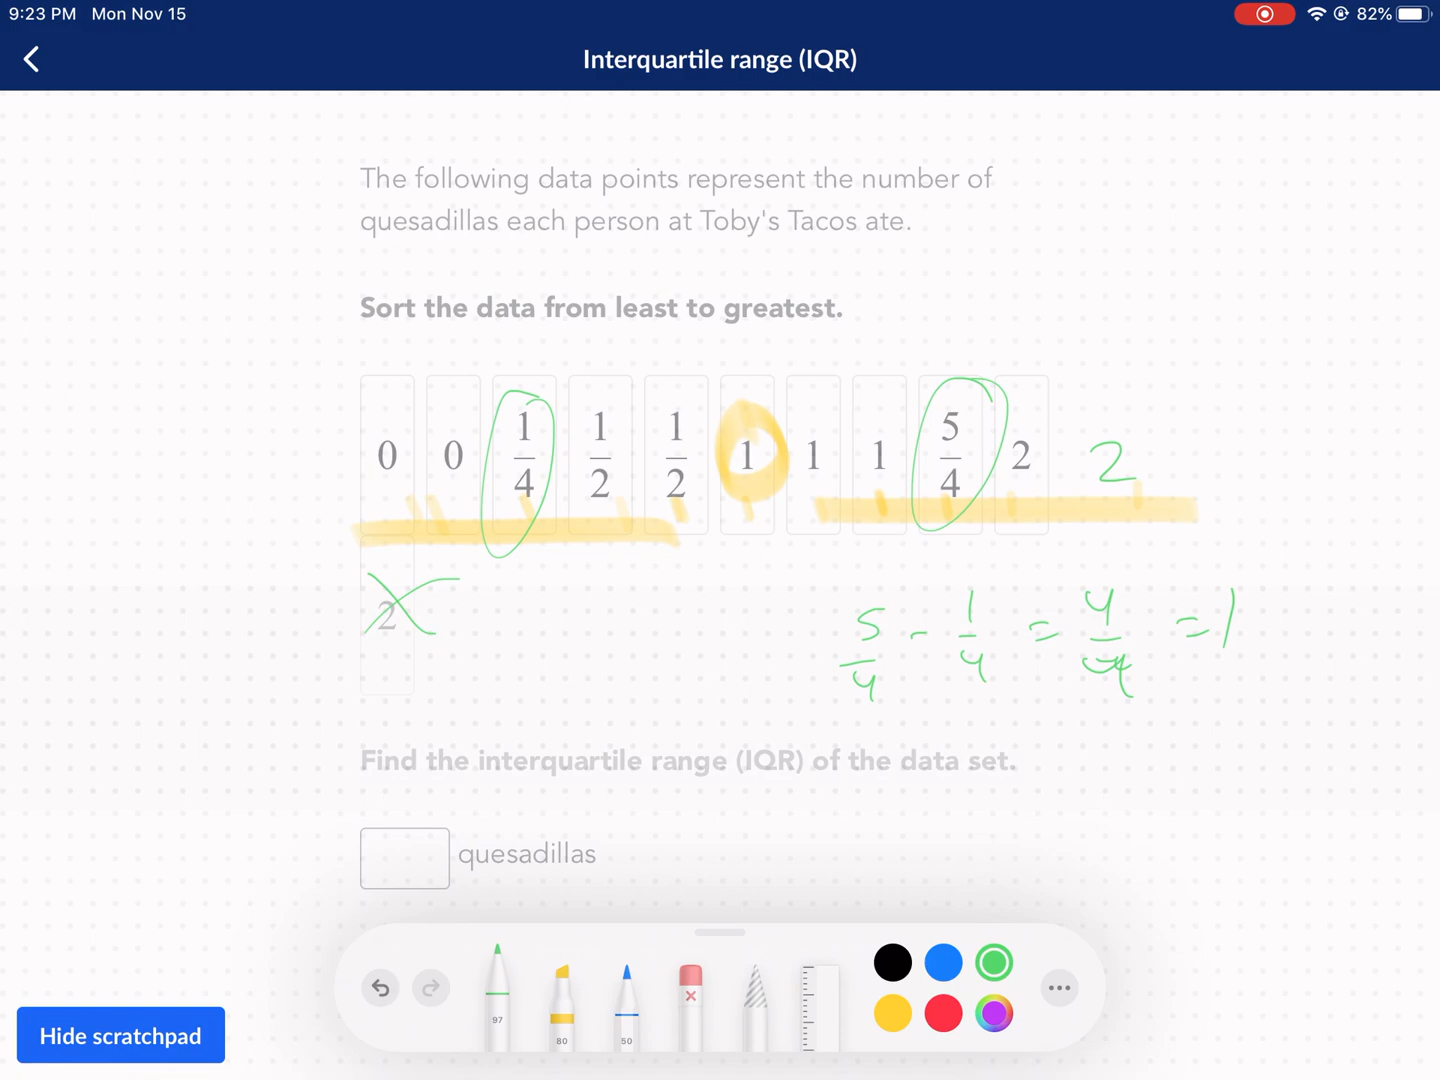 9:23 PM Mon Nov 15 82%
Interquartile range (IQR)
The following data points represent the number of
quesadillas each person at Toby's Tacos ate.
Sort the data from least to greatest.
0 0 1/4 1/2 1/2 1 1 1 5/4 2 2
2
5/4 - 1/4 = 4/4 = 1
Find the interquartile range (IQR) of the data set.
quesadillas
97 80 50
Hide scratchpad